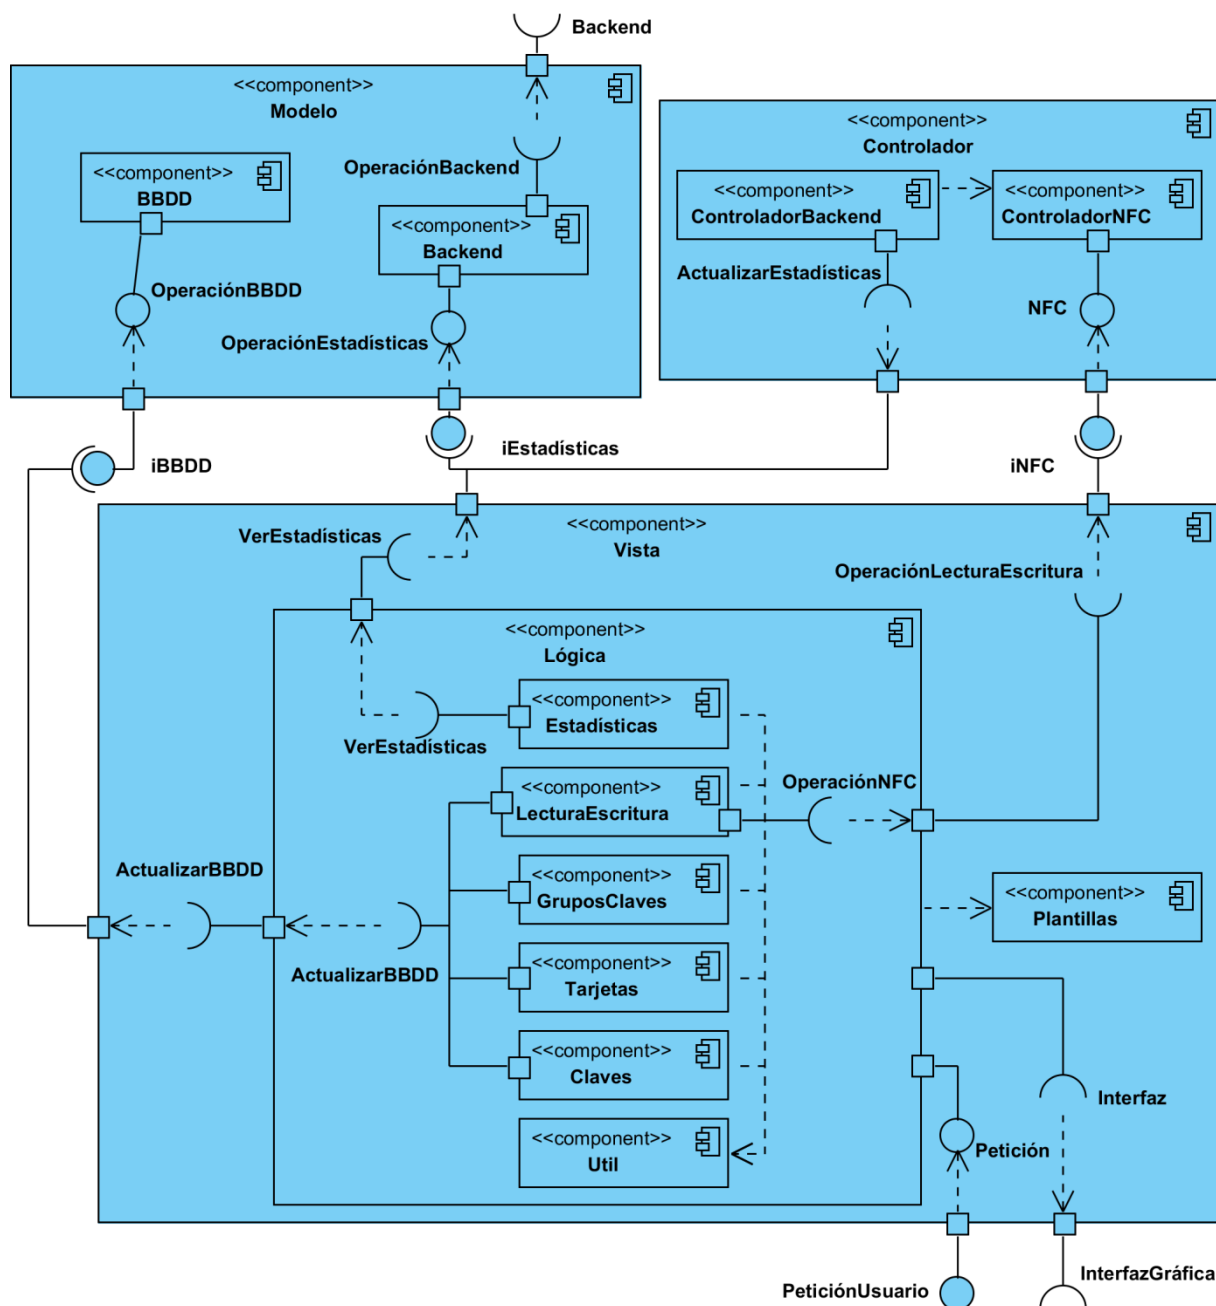 Backend
<<component>>
Modelo
<<component>>
Controlador
<<component>>
BBDD
OperaciónBackend
<<component>>
ControladorBackend
<<component>>
ControladorNFC
<<component>>
Backend
ActualizarEstadísticas
OperaciónBBDD
NFC
OperaciónEstadísticas
iBBDD
iEstadísticas
iNFC
VerEstadísticas
<<component>>
Vista
OperaciónLecturaEscritura
<<component>>
Lógica
<<component>>
Estadísticas
VerEstadísticas
<<component>>
LecturaEscritura
OperaciónNFC
ActualizarBBDD
<<component>>
GruposClaves
<<component>>
Plantillas
ActualizarBBDD
<<component>>
Tarjetas
<<component>>
Claves
Interfaz
<<component>>
Util
Petición
PeticiónUsuario
InterfazGráfica